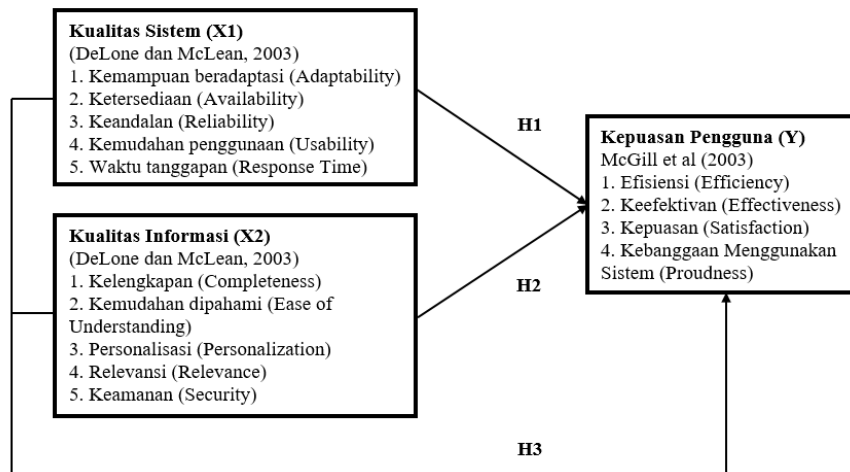 Kualitas Sistem (X1)
(DeLone dan McLean, 2003)
1. Kemampuan beradaptasi (Adaptability)
2. Ketersediaan (Availability)
3. Keandalan (Reliability)
4. Kemudahan penggunaan (Usability)
5. Waktu tanggapan (Response Time)
Kualitas Informasi (X2)
(DeLone dan McLean, 2003)
1. Kelengkapan (Completeness)
2. Kemudahan dipahami (Ease of
Understanding)
3. Personalisasi (Personalization)
4. Relevansi (Relevance)
5. Keamanan (Security)
H1
H2
H3
Kepuasan Pengguna (Y)
McGill et al (2003)
1. Efisiensi (Efficiency)
2. Keefektivan (Effectiveness)
3. Kepuasan (Satisfaction)
4. Kebanggaan Menggunakan
Sistem (Proudness)